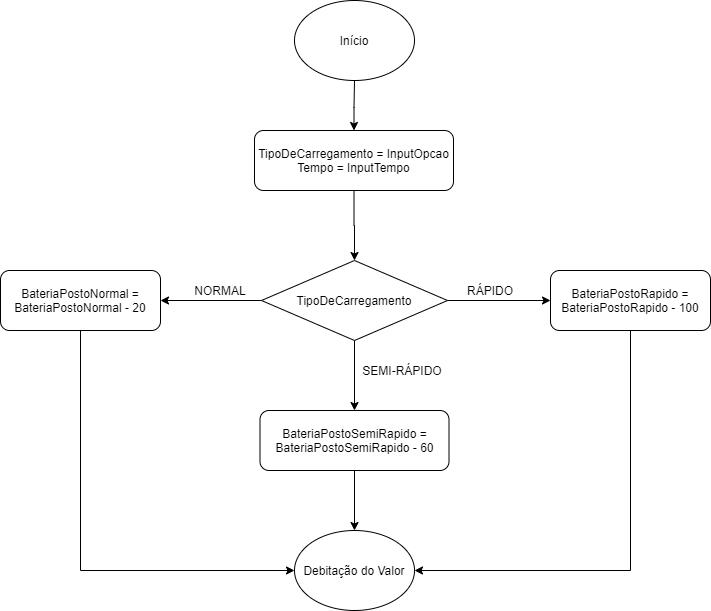 Início
TipoDeCarregamento = InputOpcao
Tempo = InputTempo
NORMAL
RÁPIDO
BateriaPostoNormal =
BateriaPostoNormal - 20
TipoDeCarregamento
BateriaPostoRapido =
BateriaPostoRapido - 100
SEMI-RÁPIDO
BateriaPostoSemiRapido =
BateriaPostoSemiRapido - 60
Debitação do Valor